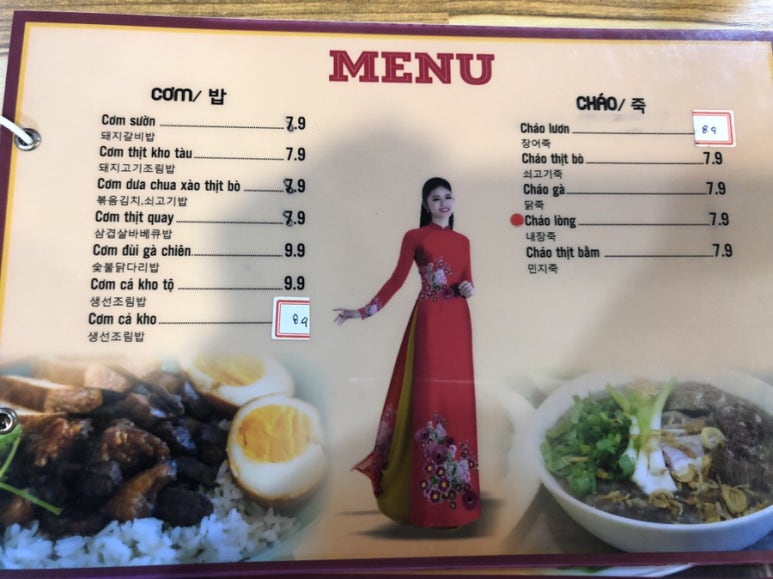 MENU
CƠM/ 밥
Cơm sườn 8.9
돼지갈비밥
Cơm thịt kho tàu 7.9
돼지고기조림밥
Cơm dưa chua xào thịt bò 8.9
볶음김치,쇠고기밥
Cơm thịt quay 8.9
삼겹살바베큐밥
Cơm đùi gà chiên 9.9
숯불닭다리밥
Cơm cá kho tộ 9.9
생선조림밥
Cơm cá kho 89
생선조림밥
CHÁO/ 죽
Cháo lươn 89
장어죽
Cháo thịt bò 7.9
쇠고기죽
Cháo gà 7.9
닭죽
Cháo lòng 7.9
내장죽
Cháo thịt bằm 7.9
민지죽